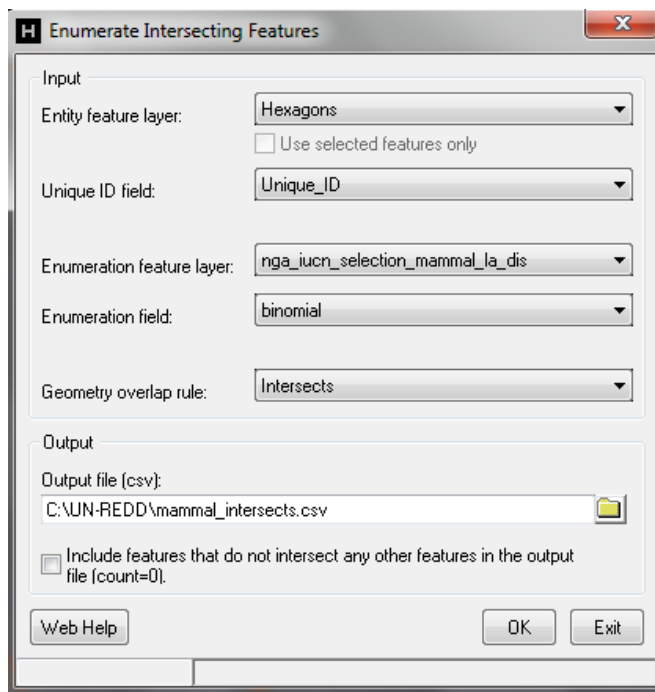 H Enumerate Intersecting Features
Input
Entity feature layer: Hexagons
Use selected features only
Unique ID field: Unique_ID
Enumeration feature layer: nga_iucn_selection_mammal_la_dis
Enumeration field: binomial
Geometry overlap rule: Intersects
Output
Output file (csv):
C:\UN-REDD\mammal_intersects.csv
Include features that do not intersect any other features in the output
file (count=0).
Web Help OK Exit